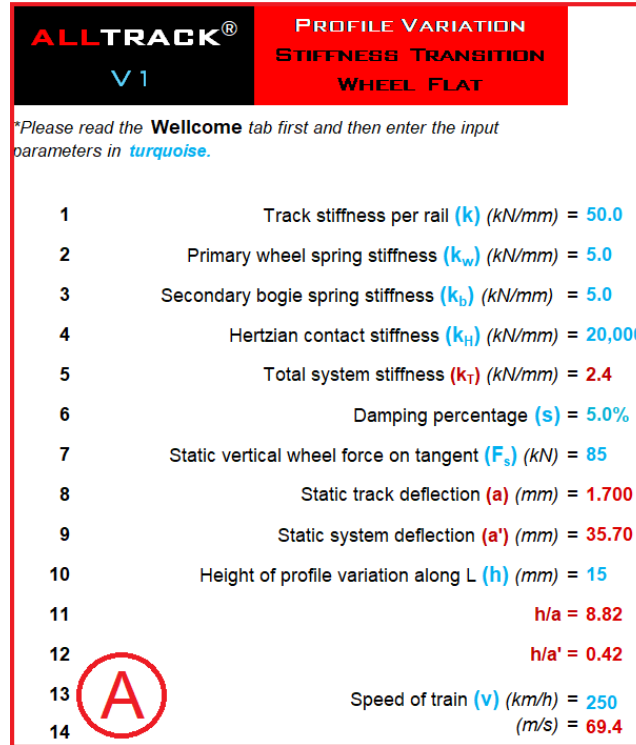 ALLTRACK®
V 1
PROFILE VARIATION
STIFFNESS TRANSITION
WHEEL FLAT
*Please read the Wellcome tab first and then enter the input
parameters in turquoise.
1 Track stiffness per rail (k) (kN/mm) = 50.0
2 Primary wheel spring stiffness (kw) (kN/mm) = 5.0
3 Secondary bogie spring stiffness (kb) (kN/mm) = 5.0
4 Hertzian contact stiffness (kH) (kN/mm) = 20,000
5 Total system stiffness (kT) (kN/mm) = 2.4
6 Damping percentage (s) = 5.0%
7 Static vertical wheel force on tangent (Fs) (kN) = 85
8 Static track deflection (a) (mm) = 1.700
9 Static system deflection (a') (mm) = 35.70
10 Height of profile variation along L (h) (mm) = 15
11 h/a = 8.82
12 h/a' = 0.42
13 Speed of train (v) (km/h) = 250
14 (m/s) = 69.4
A